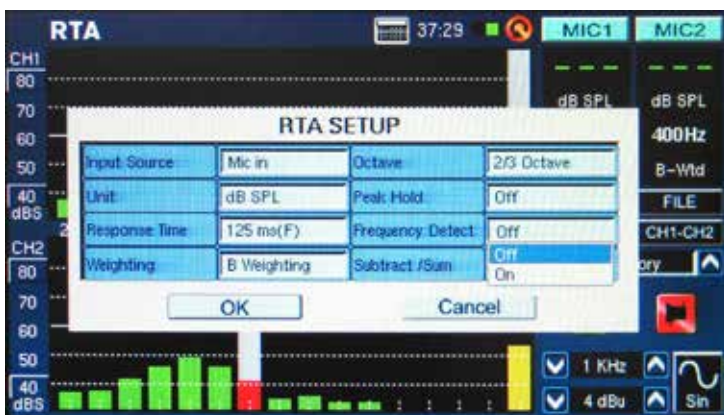 RTA 37:29 MIC1 MIC2
CH1
80
70
60
50
40
dBS
CH2
80
70
60
50
40
dBS
dB SPL dB SPL
400Hz
B-Wtd
FILE
CH1-CH2
RTA SETUP
Input Source Mic in Octave 2/3 Octave
Unit dB SPL Peak Hold Off
Response Time 125 ms(F) Frequency Detect Off
Weighting B Weighting Subtract /Sum Off
On
OK Cancel
1 KHz
4 dBu Sin